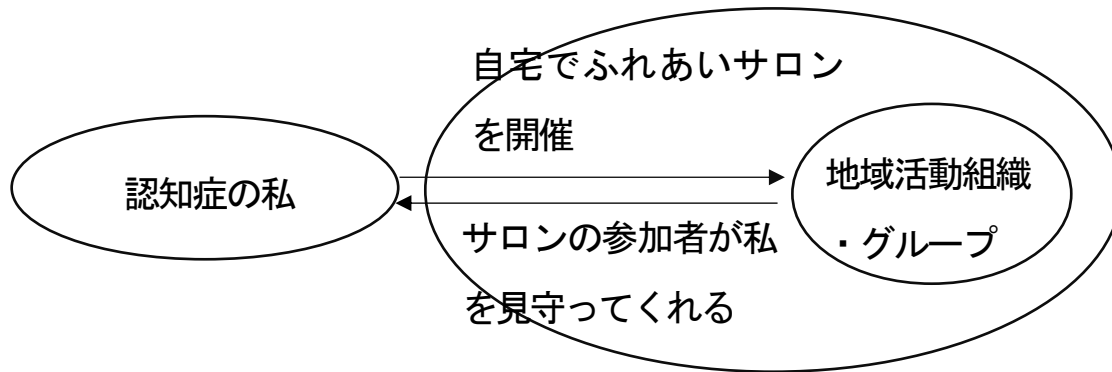 自宅でふれあいサロン
を開催
認知症の私
地域活動組織
・グループ
サロンの参加者が私
を見守ってくれる